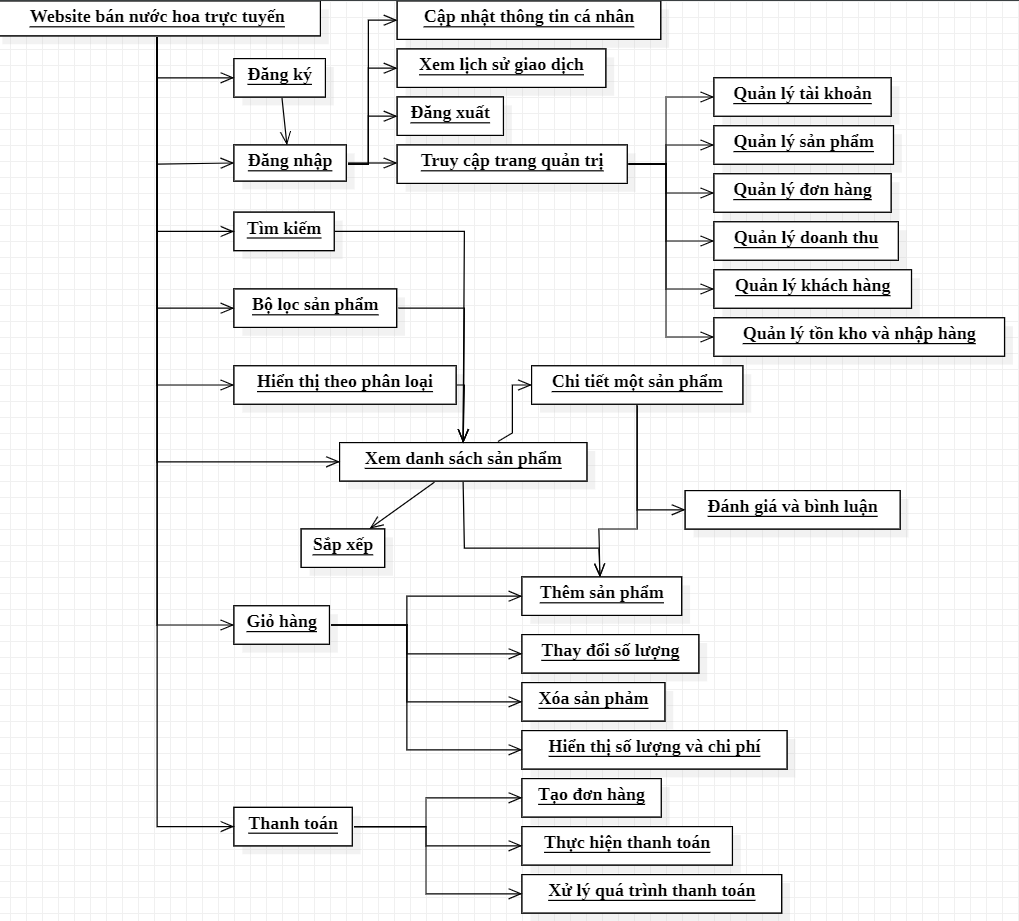 Website bán nước hoa trực tuyến
Cập nhật thông tin cá nhân
Xem lịch sử giao dịch
Đăng ký
Đăng xuất
Đăng nhập
Truy cập trang quản trị
Quản lý tài khoản
Quản lý sản phẩm
Quản lý đơn hàng
Quản lý doanh thu
Quản lý khách hàng
Quản lý tồn kho và nhập hàng
Tìm kiếm
Bộ lọc sản phẩm
Hiển thị theo phân loại
Chi tiết một sản phẩm
Xem danh sách sản phẩm
Đánh giá và bình luận
Sắp xếp
Giỏ hàng
Thêm sản phẩm
Thay đổi số lượng
Xóa sản phảm
Hiển thị số lượng và chi phí
Thanh toán
Tạo đơn hàng
Thực hiện thanh toán
Xử lý quá trình thanh toán